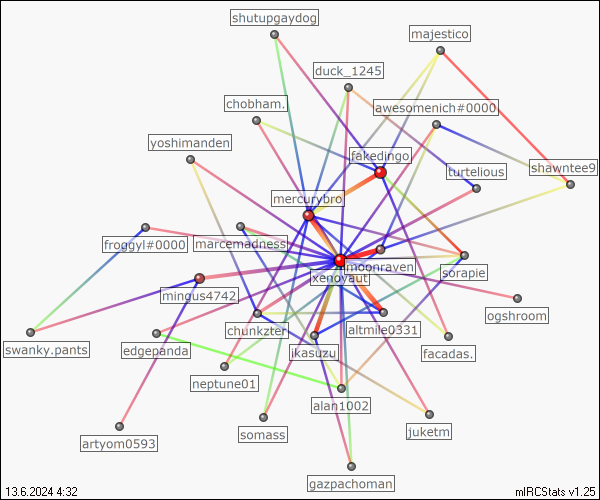 shutupgaydog
majestico
duck_1245
chobham.
awesomenich#0000
yoshimanden
fakedingo
turtelious
shawntee9
mercurybro
froggyl#0000
marcemadness
moonraven
sorapie
xenoyaut
mingus4742
ogshroom
chunkzter
altmile0331
swanky.pants
edgepanda
ikasuzu
facadas.
neptune01
alan1002
artyom0593
somass
juketm
gazpachoman
13.6.2024 4:32
mIRCStats v1.25